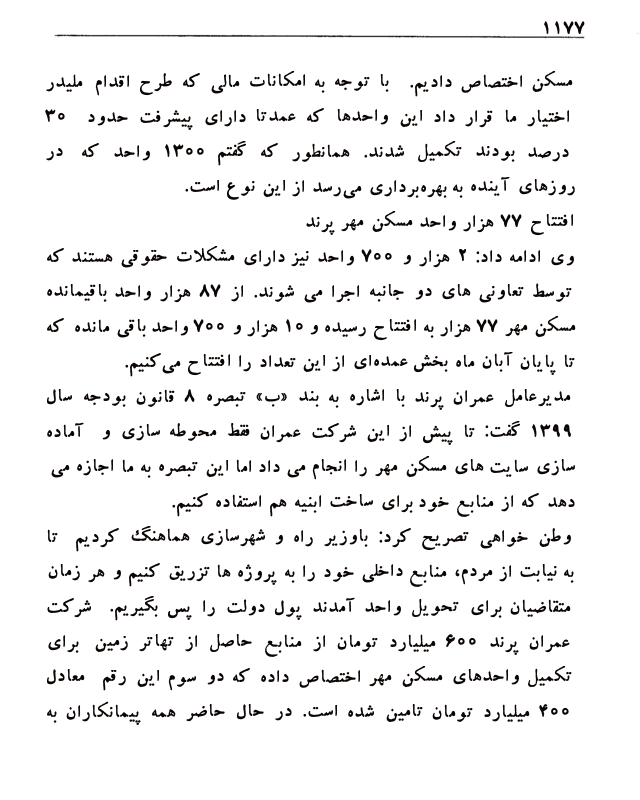 ۱۱۷۷
مسکن اختصاص دادیم. با توجه به امکانات مالی که طرح اقدام ملیدر
اختیار ما قرار داد این واحدها که عمدتا دارای پیشرفت حدود ۳۰
درصد بودند تکمیل شدند. همانطور که گفتم ۱۳۰۰ واحد که در
روزهای آینده به بهره‌برداری می‌رسد از این نوع است.
افتتاح ۷۷ هزار واحد مسکن مهر پرند
وی ادامه داد: ۲ هزار و ۷۰۰ واحد نیز دارای مشکلات حقوقی هستند که
توسط تعاونی های دو جانبه اجرا می شوند. از ۸۷ هزار واحد باقیمانده
مسکن مهر ۷۷ هزار به افتتاح رسیده و ۱۰ هزار و ۷۰۰ واحد باقی مانده که
تا پایان آبان ماه بخش عمده‌ای از این تعداد را افتتاح می‌کنیم.
مدیرعامل عمران پرند با اشاره به بند «ب» تبصره ۸ قانون بودجه سال
۱۳۹۹ گفت: تا پیش از این شرکت عمران فقط محوطه سازی و آماده
سازی سایت های مسکن مهر را انجام می داد اما این تبصره به ما اجازه می
دهد که از منابع خود برای ساخت ابنیه هم استفاده کنیم.
وطن خواهی تصریح کرد: باوزیر راه و شهرسازی هماهنگ کردیم تا
به نیابت از مردم، منابع داخلی خود را به پروژه ها تزریق کنیم و هر زمان
متقاضیان برای تحویل واحد آمدند پول دولت را پس بگیریم. شرکت
عمران پرند ۶۰۰ میلیارد تومان از منابع حاصل از تهاتر زمین برای
تکمیل واحدهای مسکن مهر اختصاص داده که دو سوم این رقم معادل
۴۰۰ میلیارد تومان تامین شده است. در حال حاضر همه پیمانکاران به